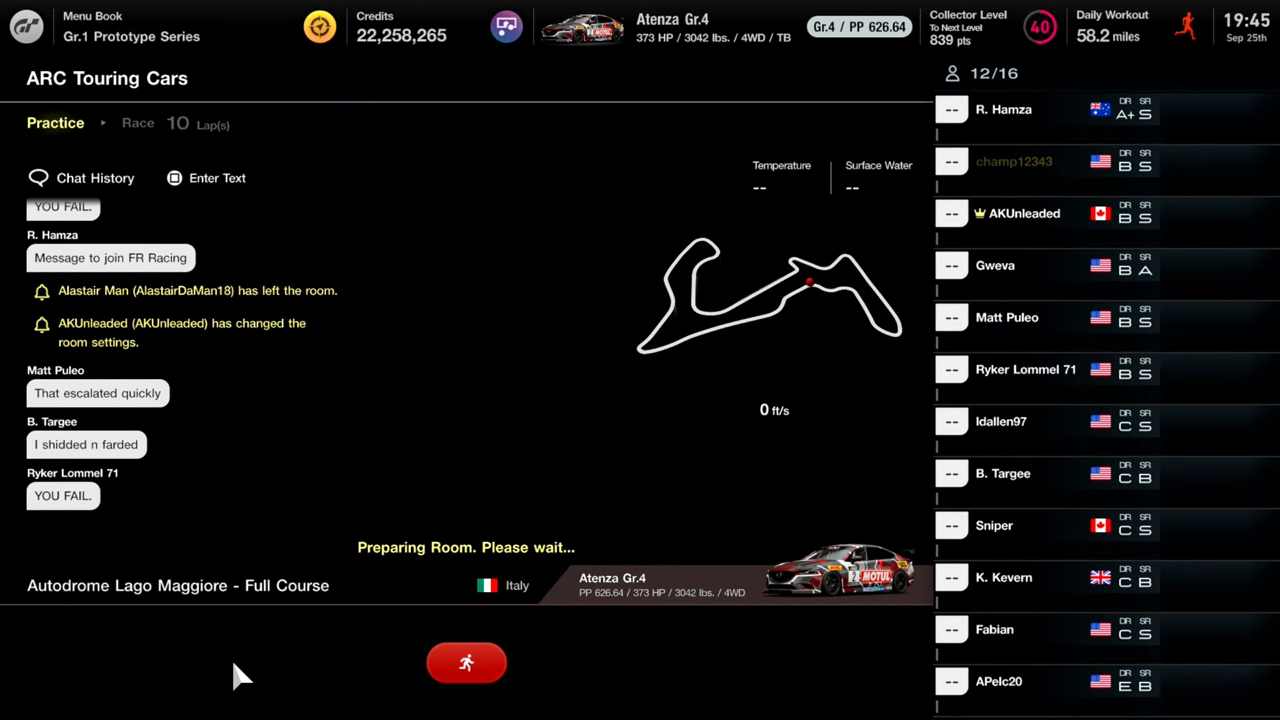 Menu Book
Gr.1 Prototype Series
Credits
22,258,265
Atenza Gr.4
373 HP / 3042 lbs. / 4WD / TB
Gr.4 / PP 626.64
Collector Level
To Next Level
839 pts
40
Daily Workout
58.2 miles
19:45
Sep 25th
ARC Touring Cars
12/16
Practice ▸ Race 10 Lap(s)
Chat History
Enter Text
Temperature
--
Surface Water
--
YOU FAIL.
R. Hamza
Message to join FR Racing
Alastair Man (AlastairDaMan18) has left the room.
AKUnleaded (AKUnleaded) has changed the
room settings.
Matt Puleo
That escalated quickly
B. Targee
I shidded n farded
Ryker Lommel 71
YOU FAIL.
0 ft/s
Preparing Room. Please wait...
Autodrome Lago Maggiore - Full Course
Italy
Atenza Gr.4
PP 626.64 / 373 HP / 3042 lbs. / 4WD
2 MOTUL
-- R. Hamza DR A+ SR S
-- champ12343 DR B SR S
-- AKUnleaded DR B SR S
-- Gweva DR B SR A
-- Matt Puleo DR B SR S
-- Ryker Lommel 71 DR B SR S
-- Idallen97 DR C SR S
-- B. Targee DR C SR B
-- Sniper DR C SR S
-- K. Kevern DR C SR B
-- Fabian DR C SR S
-- APelc20 DR E SR B